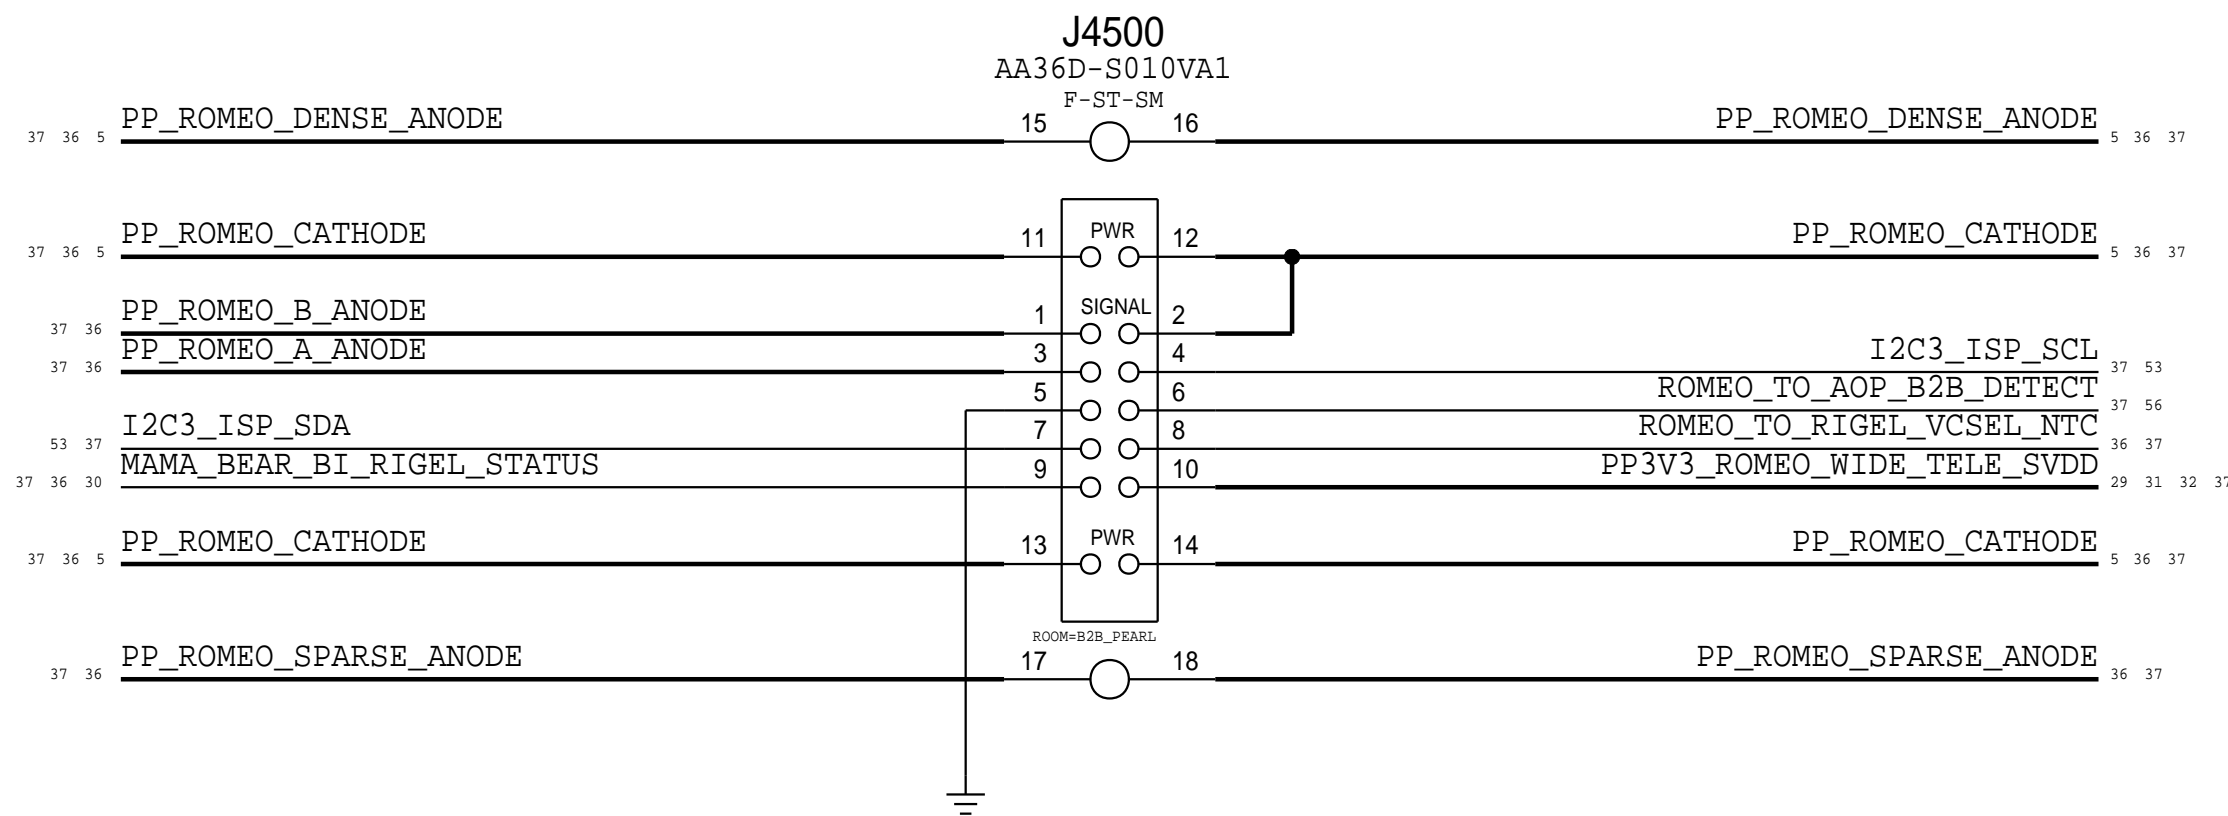 J4500
AA36D-S010VA1
F-ST-SM
37 36 5 PP_ROMEO_DENSE_ANODE 15 16 PP_ROMEO_DENSE_ANODE 5 36 37
37 36 5 PP_ROMEO_CATHODE 11 PWR 12 PP_ROMEO_CATHODE 5 36 37
37 36 PP_ROMEO_B_ANODE 1 SIGNAL 2
37 36 PP_ROMEO_A_ANODE 3 4 I2C3_ISP_SCL 37 53
5 6 ROMEO_TO_AOP_B2B_DETECT 37 56
53 37 I2C3_ISP_SDA 7 8 ROMEO_TO_RIGEL_VCSEL_NTC 36 37
37 36 30 MAMA_BEAR_BI_RIGEL_STATUS 9 10 PP3V3_ROMEO_WIDE_TELE_SVDD 29 31 32 37
37 36 5 PP_ROMEO_CATHODE 13 PWR 14 PP_ROMEO_CATHODE 5 36 37
ROOM=B2B_PEARL
37 36 PP_ROMEO_SPARSE_ANODE 17 18 PP_ROMEO_SPARSE_ANODE 36 37